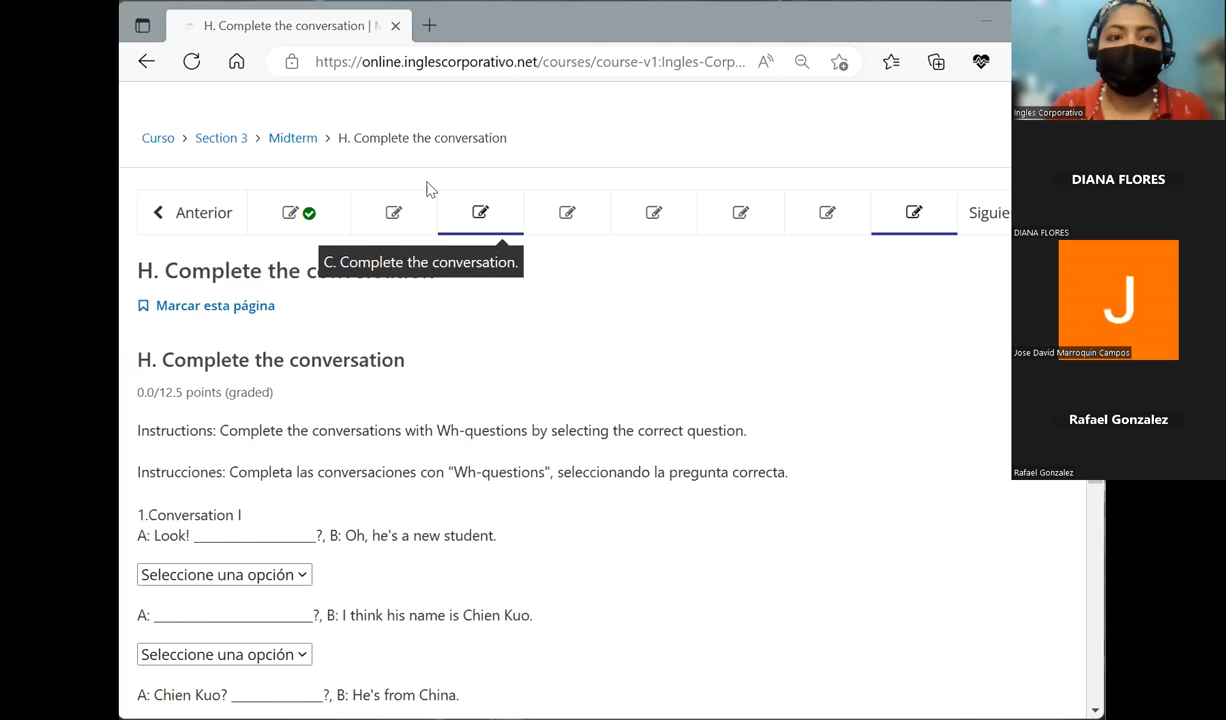 H. Complete the conversation |
https://online.inglescorporativo.net/courses/course-v1:Ingles-Corp...
Curso > Section 3 > Midterm > H. Complete the conversation
Anterior
Siguie
C. Complete the conversation.
H. Complete the
Marcar esta página
H. Complete the conversation
0.0/12.5 points (graded)
Instructions: Complete the conversations with Wh-questions by selecting the correct question.
Instrucciones: Completa las conversaciones con "Wh-questions", seleccionando la pregunta correcta.
1.Conversation I
A: Look! _______________?, B: Oh, he's a new student.
Seleccione una opción
A: ____________________?, B: I think his name is Chien Kuo.
Seleccione una opción
A: Chien Kuo? ____________?, B: He's from China.
Ingles Corporativo
DIANA FLORES
DIANA FLORES
J
Jose David Marroquin Campos
Rafael Gonzalez
Rafael Gonzalez